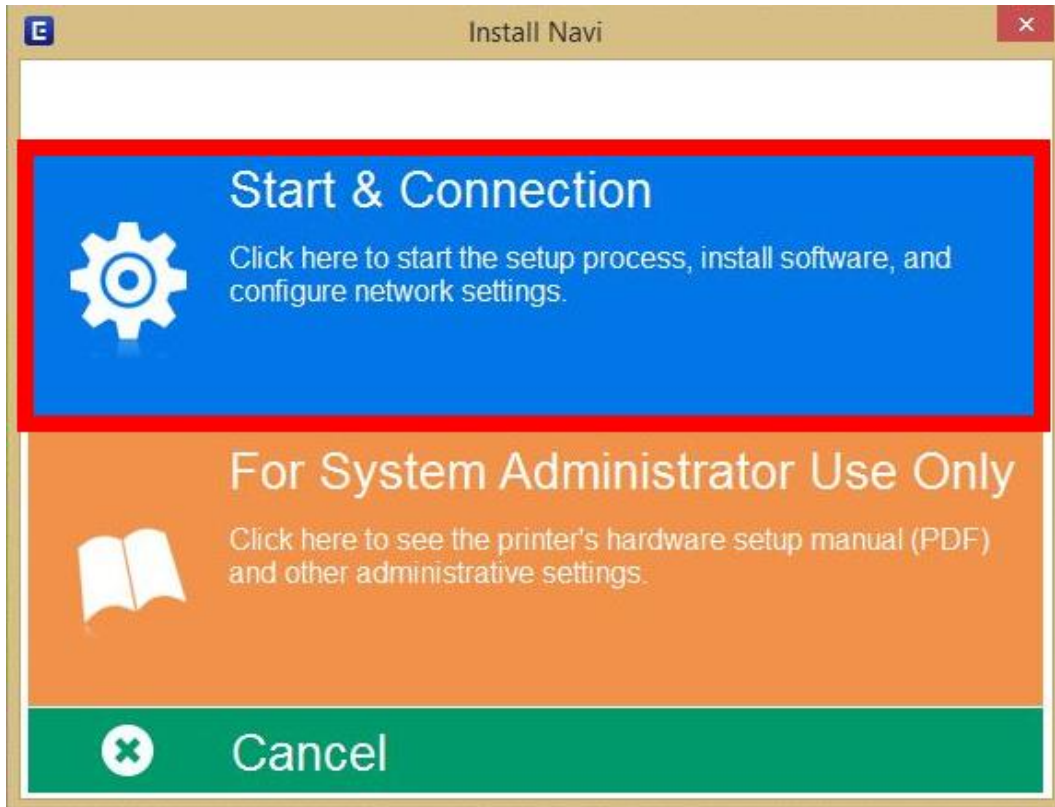 E
Install Navi
Start & Connection
Click here to start the setup process, install software, and
configure network settings.
For System Administrator Use Only
Click here to see the printer's hardware setup manual (PDF)
and other administrative settings.
Cancel